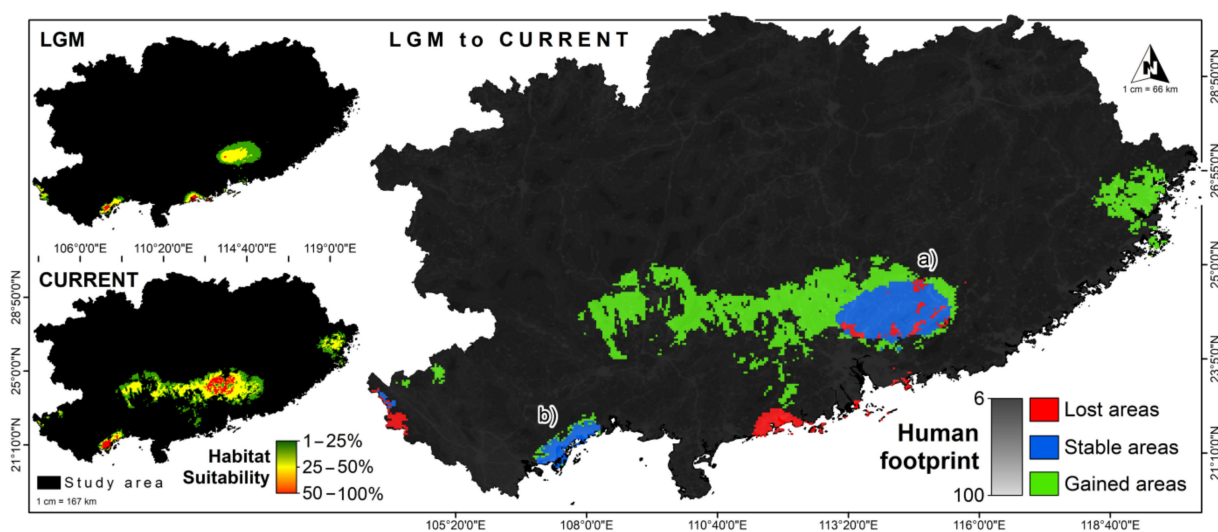 LGM
106°0'0"E 110°20'0"E 114°40'0"E 119°0'0"E
CURRENT
28°50'0"N
25°0'0"N
21°10'0"N
Habitat
Suitability
1–25%
25–50%
50–100%
Study area
1 cm = 167 km
LGM to CURRENT
N
1 cm = 66 km
a)
b)
Human
footprint
6
100
Lost areas
Stable areas
Gained areas
28°50'0"N
26°55'0"N
25°0'0"N
23°5'0"N
21°10'0"N
105°20'0"E 108°0'0"E 110°40'0"E 113°20'0"E 116°0'0"E 118°40'0"E